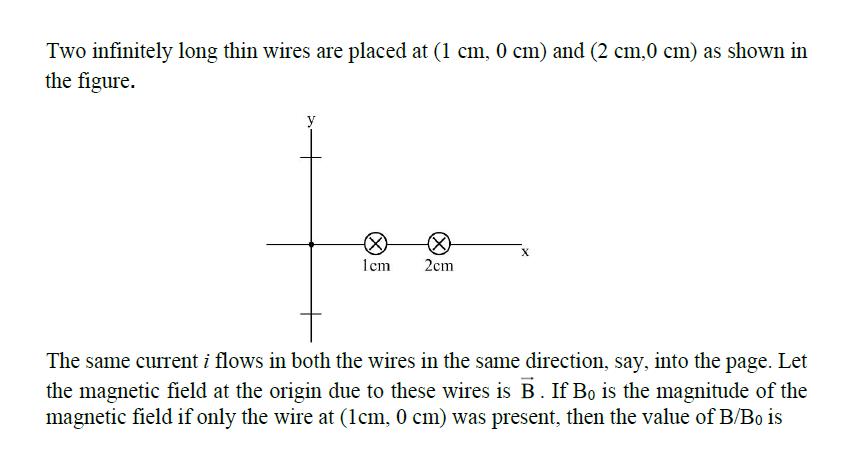 Two infinitely long thin wires are placed at (1 cm, 0 cm) and (2 cm,0 cm) as shown in
the figure.
y
x
1cm 2cm
The same current i flows in both the wires in the same direction, say, into the page. Let
the magnetic field at the origin due to these wires is B⃗. If B₀ is the magnitude of the
magnetic field if only the wire at (1cm, 0 cm) was present, then the value of B/B₀ is